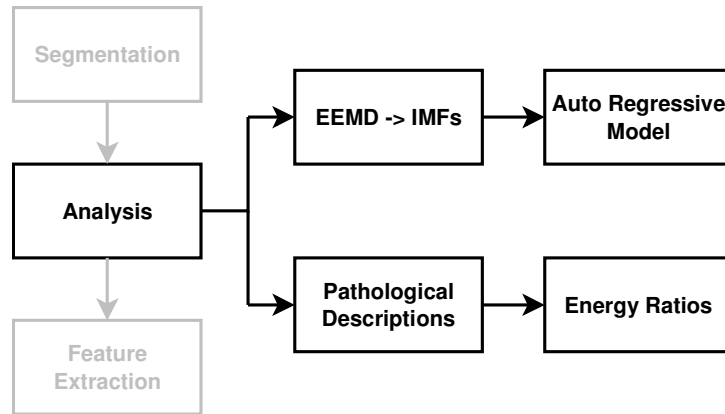 Segmentation
Analysis
Feature
Extraction
EEMD -> IMFs
Auto Regressive
Model
Pathological
Descriptions
Energy Ratios